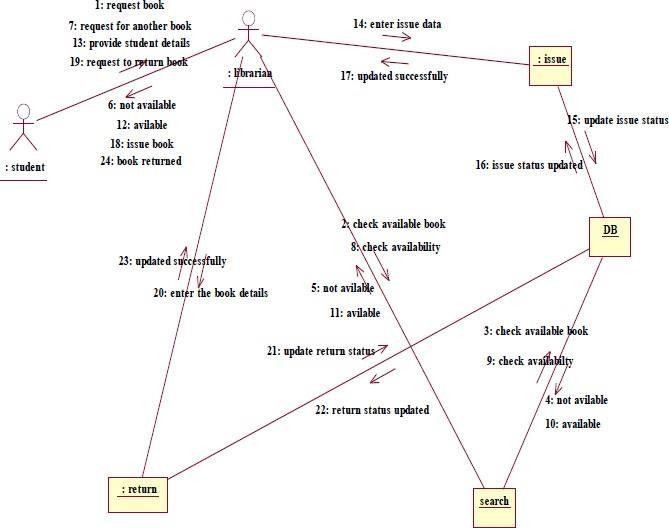 1: request book
7: request for another book
13: provide student details
19: request to return book
14: enter issue data
17: updated successfully
: issue
: librarian
6: not available
12: avilable
18: issue book
24: book returned
: student
15: update issue status
16: issue status updated
2: check available book
8: check availability
DB
23: updated successfully
20: enter the book details
5: not avilable
11: avilable
21: update return status
3: check available book
9: check availabilty
22: return status updated
4: not avilable
10: available
: return
search